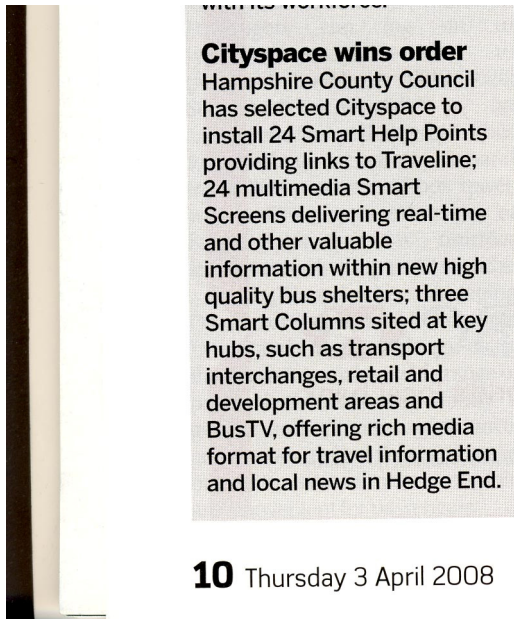 Cityspace wins order
Hampshire County Council
has selected Cityspace to
install 24 Smart Help Points
providing links to Traveline;
24 multimedia Smart
Screens delivering real-time
and other valuable
information within new high
quality bus shelters; three
Smart Columns sited at key
hubs, such as transport
interchanges, retail and
development areas and
BusTV, offering rich media
format for travel information
and local news in Hedge End.
10 Thursday 3 April 2008